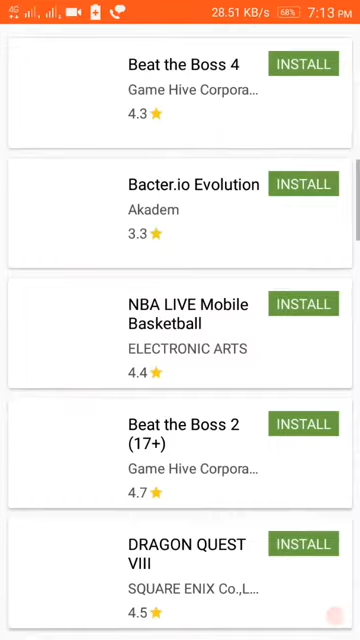 4G 28.51 KB/s 68% 7:13 PM
Beat the Boss 4
INSTALL
Game Hive Corpora...
4.3
Bacter.io Evolution
INSTALL
Akadem
3.3
NBA LIVE Mobile
Basketball
INSTALL
ELECTRONIC ARTS
4.4
Beat the Boss 2
(17+)
INSTALL
Game Hive Corpora...
4.7
DRAGON QUEST
VIII
INSTALL
SQUARE ENIX Co.,L...
4.5